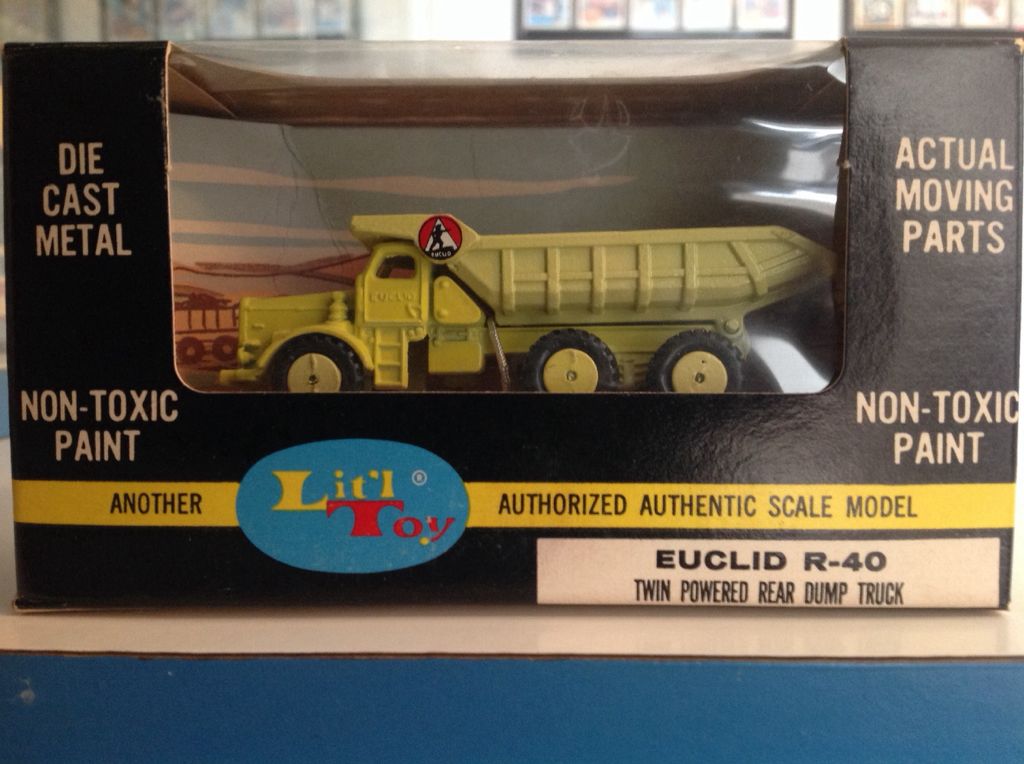 DIE
CAST
METAL
ACTUAL
MOVING
PARTS
EUCLID
EUCLID
NON-TOXIC
PAINT
NON-TOXIC
PAINT
ANOTHER
Lit'l ®
Toy
AUTHORIZED AUTHENTIC SCALE MODEL
EUCLID R-40
TWIN POWERED REAR DUMP TRUCK